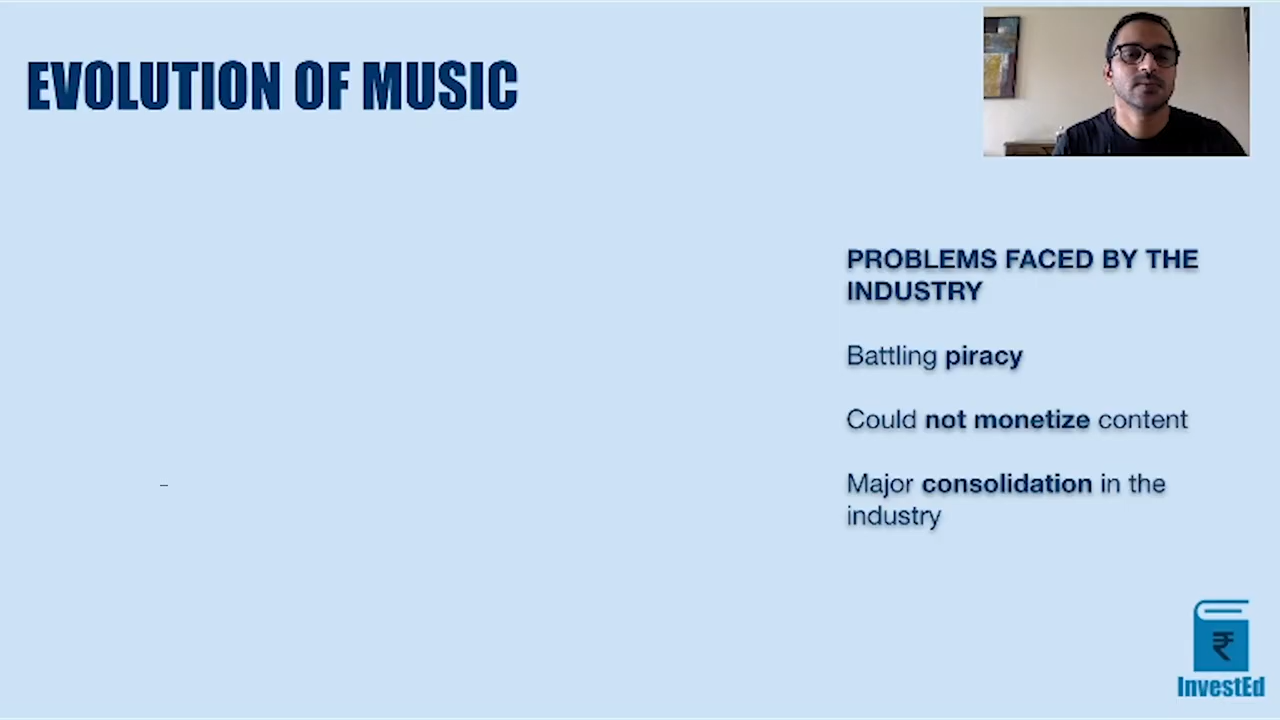 EVOLUTION OF MUSIC
PROBLEMS FACED BY THE
INDUSTRY
Battling piracy
Could not monetize content
Major consolidation in the
industry
₹
InvestEd